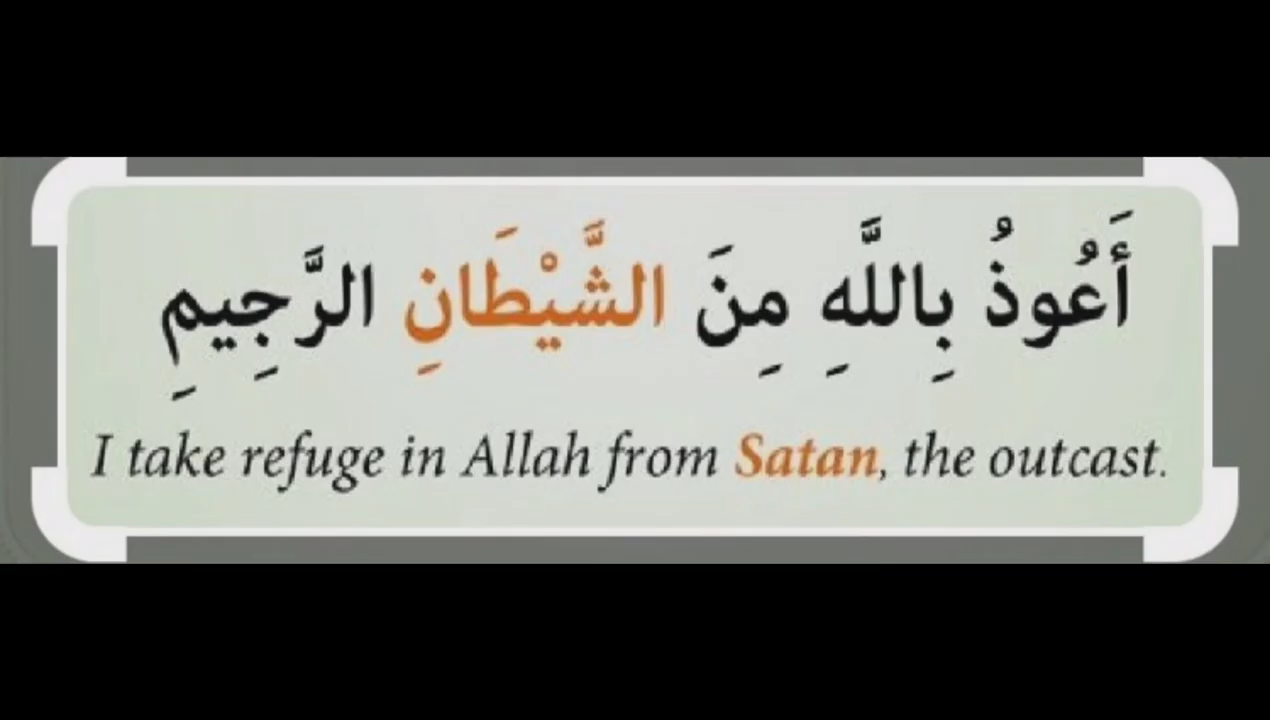 أَعُوذُ بِاللَّهِ مِنَ الشَّيْطَانِ الرَّجِيمِ
I take refuge in Allah from Satan, the outcast.